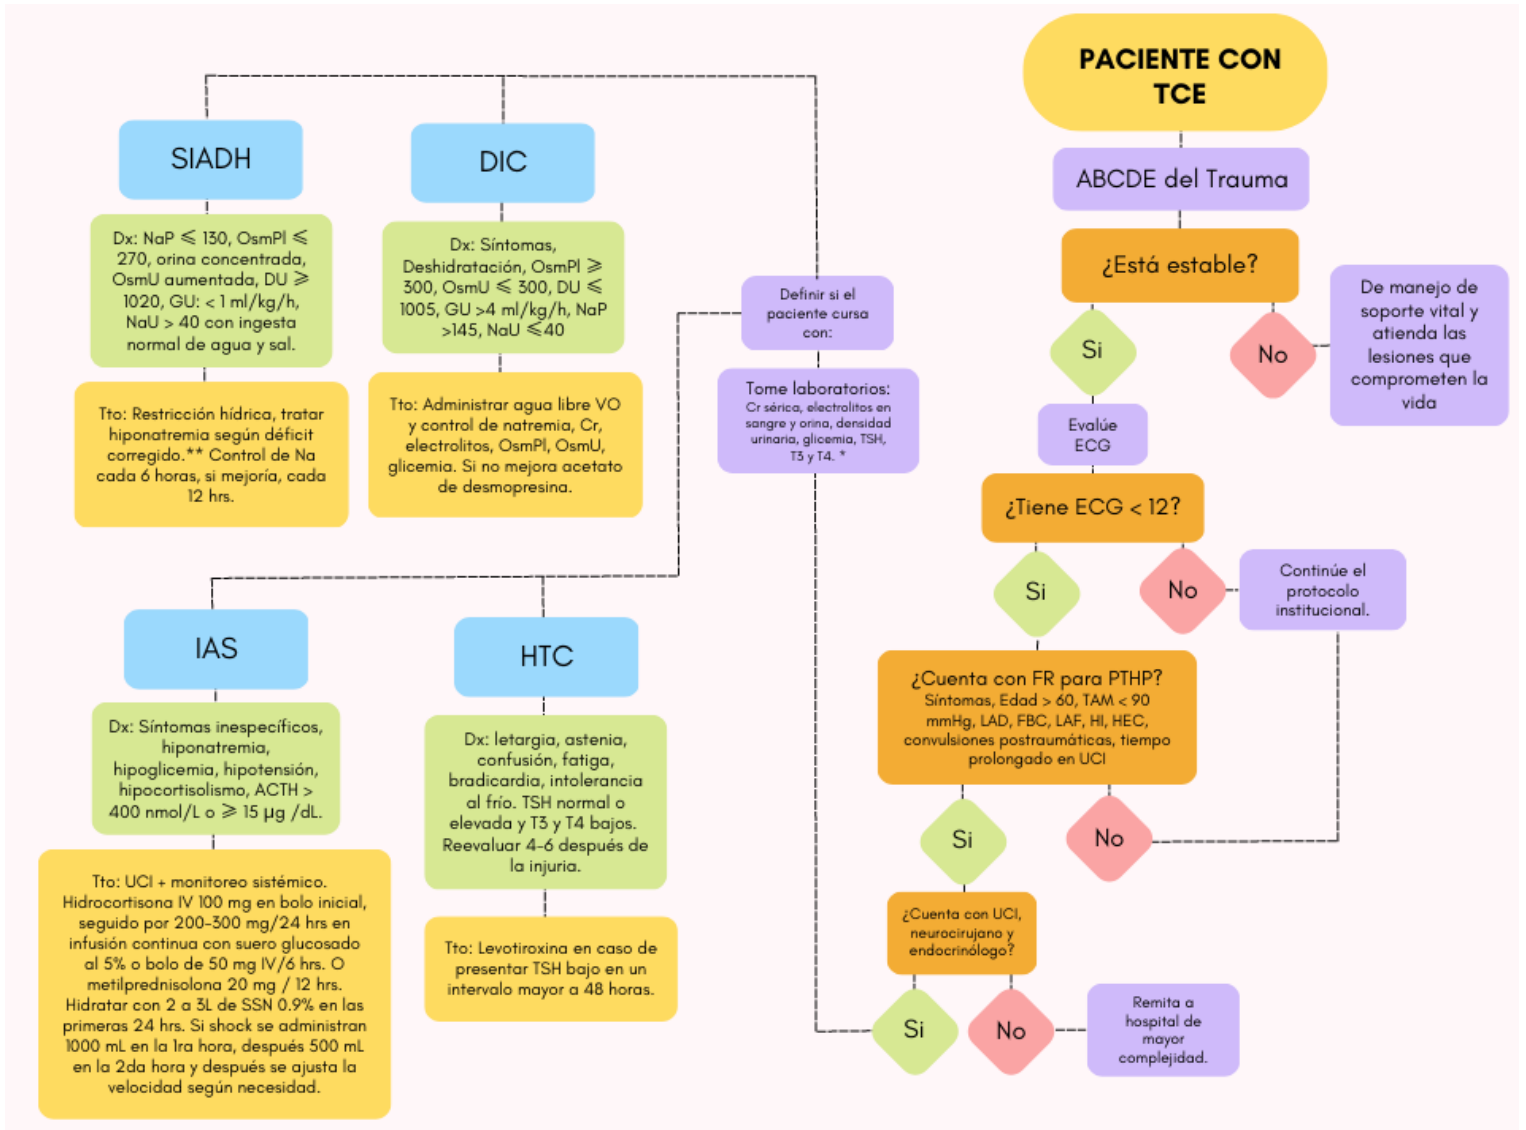 PACIENTE CON
TCE
ABCDE del Trauma
¿Está estable?
Si
No
De manejo de
soporte vital y
atienda las
lesiones que
comprometen la
vida
Evalúe
ECG
¿Tiene ECG < 12?
Si
No
Continúe el
protocolo
institucional.
¿Cuenta con FR para PTHP?
Síntomas, Edad > 60, TAM < 90
mmHg, LAD, FBC, LAF, HI, HEC,
convulsiones postraumáticas, tiempo
prolongado en UCI
Si
No
¿Cuenta con UCI,
neurocirujano y
endocrinólogo?
Si
No
Remita a
hospital de
mayor
complejidad.
Tome laboratorios:
Cr sérica, electrolitos en
sangre y orina, densidad
urinaria, glicemia, TSH,
T3 y T4. *
Definir si el
paciente cursa
con:
SIADH
Dx: NaP ⩽ 130, OsmPl ⩽
270, orina concentrada,
OsmU aumentada, DU ⩾
1020, GU: < 1 ml/kg/h,
NaU > 40 con ingesta
normal de agua y sal.
Tto: Restricción hídrica, tratar
hiponatremia según déficit
corregido.** Control de Na
cada 6 horas, si mejoría, cada
12 hrs.
DIC
Dx: Síntomas,
Deshidratación, OsmPl ⩾
300, OsmU ⩽ 300, DU ⩽
1005, GU >4 ml/kg/h, NaP
>145, NaU ⩽40
Tto: Administrar agua libre VO
y control de natremia, Cr,
electrolitos, OsmPl, OsmU,
glicemia. Si no mejora acetato
de desmopresina.
IAS
Dx: Síntomas inespecíficos,
hiponatremia,
hipoglicemia, hipotensión,
hipocortisolismo, ACTH >
400 nmol/L o ⩾ 15 μg /dL.
Tto: UCI + monitoreo sistémico.
Hidrocortisona IV 100 mg en bolo inicial,
seguido por 200-300 mg/24 hrs en
infusión continua con suero glucosado
al 5% o bolo de 50 mg IV/6 hrs. O
metilprednisolona 20 mg / 12 hrs.
Hidratar con 2 a 3L de SSN 0.9% en las
primeras 24 hrs. Si shock se administran
1000 mL en la 1ra hora, después 500 mL
en la 2da hora y después se ajusta la
velocidad según necesidad.
HTC
Dx: letargia, astenia,
confusión, fatiga,
bradicardia, intolerancia
al frío. TSH normal o
elevada y T3 y T4 bajos.
Reevaluar 4-6 después de
la injuria.
Tto: Levotiroxina en caso de
presentar TSH bajo en un
intervalo mayor a 48 horas.